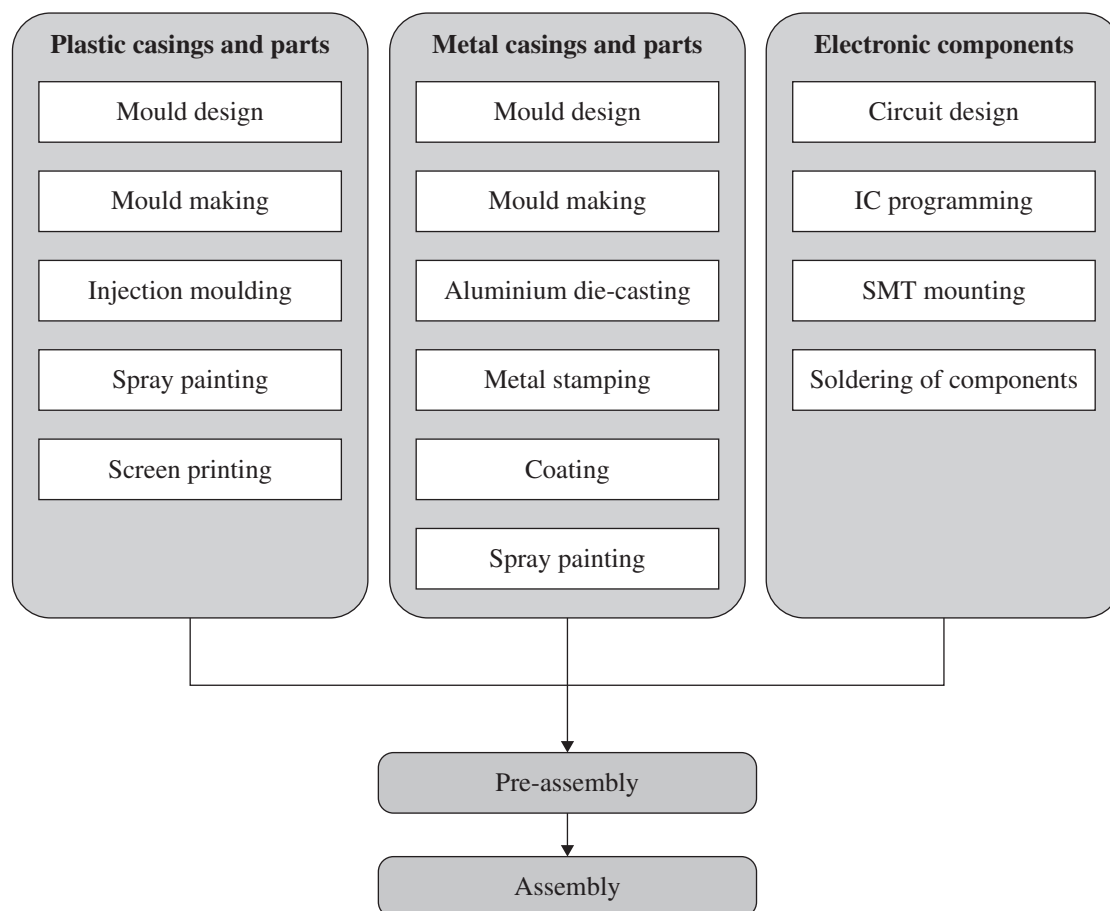 Plastic casings and parts
Mould design
Mould making
Injection moulding
Spray painting
Screen printing
Metal casings and parts
Mould design
Mould making
Aluminium die-casting
Metal stamping
Coating
Spray painting
Electronic components
Circuit design
IC programming
SMT mounting
Soldering of components
Pre-assembly
Assembly